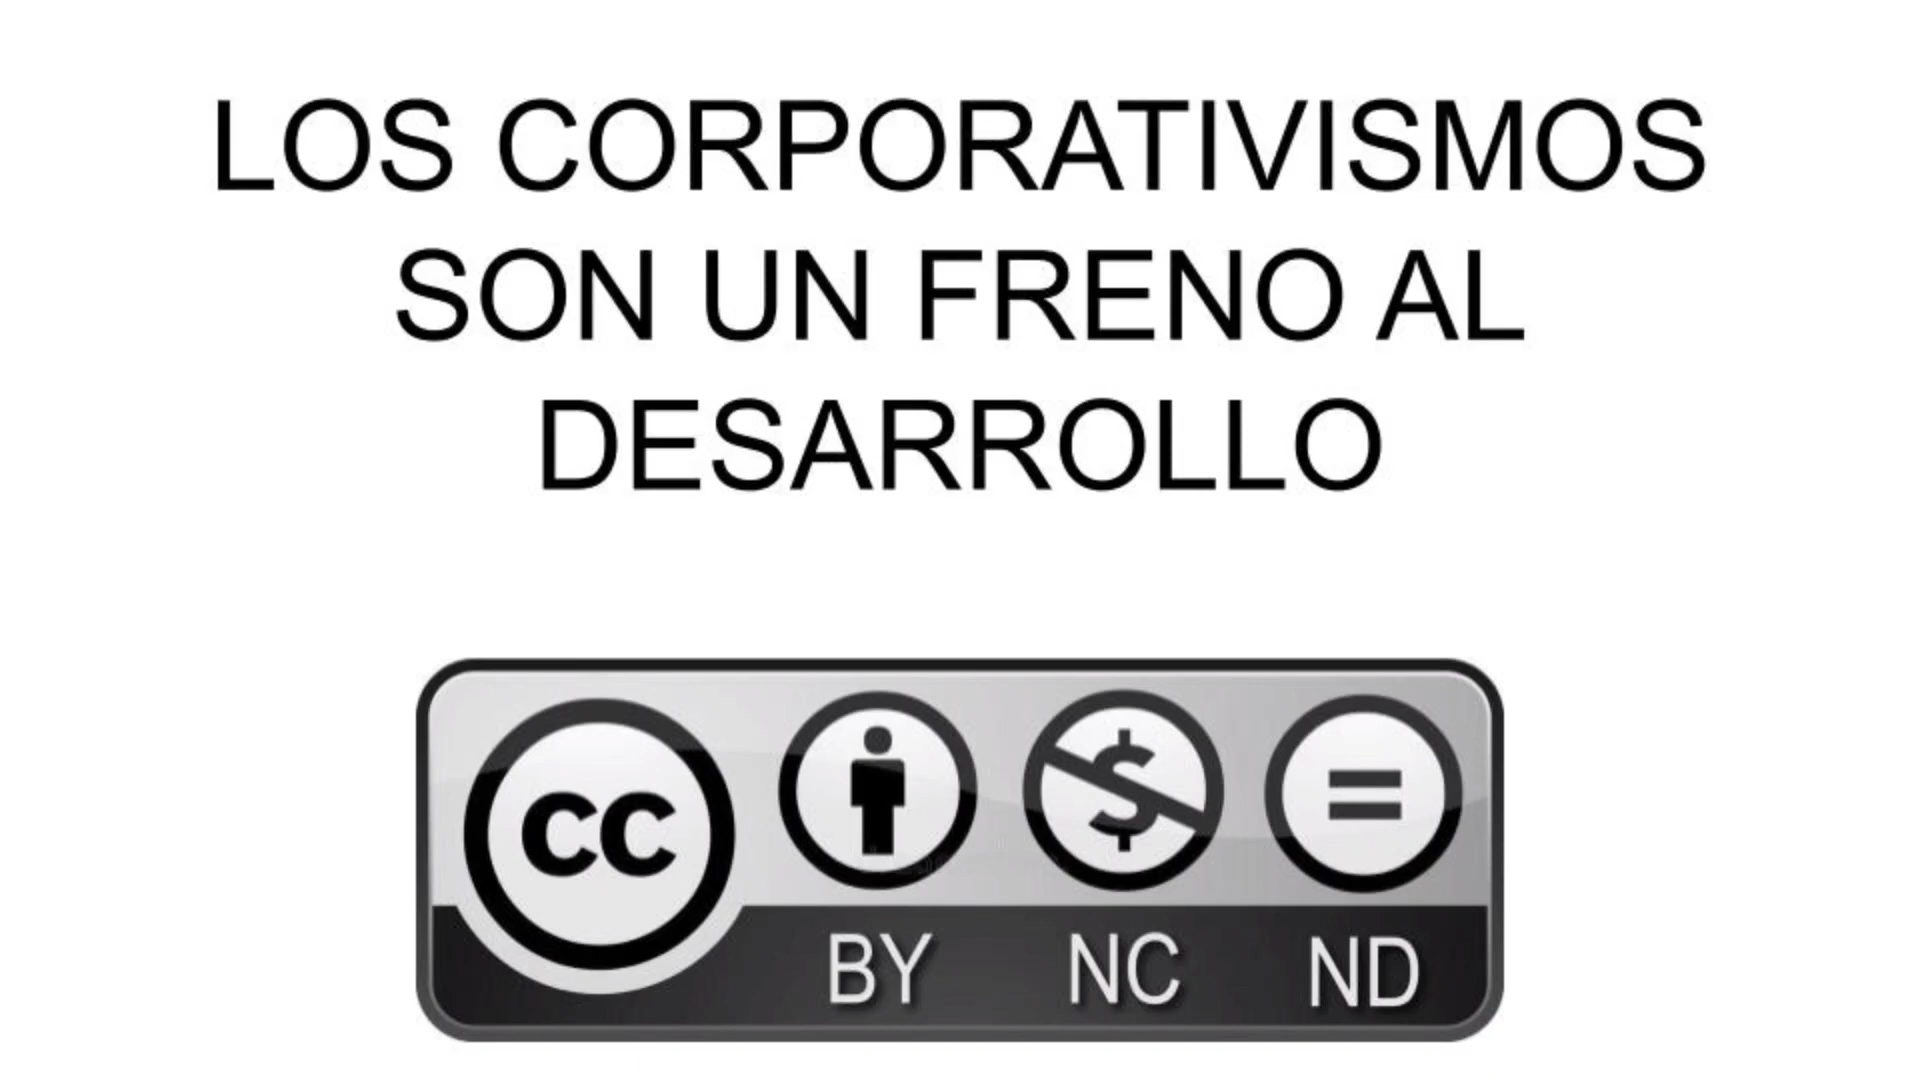 LOS CORPORATIVISMOS
SON UN FRENO AL
DESARROLLO
cc
$
=
BY NC ND